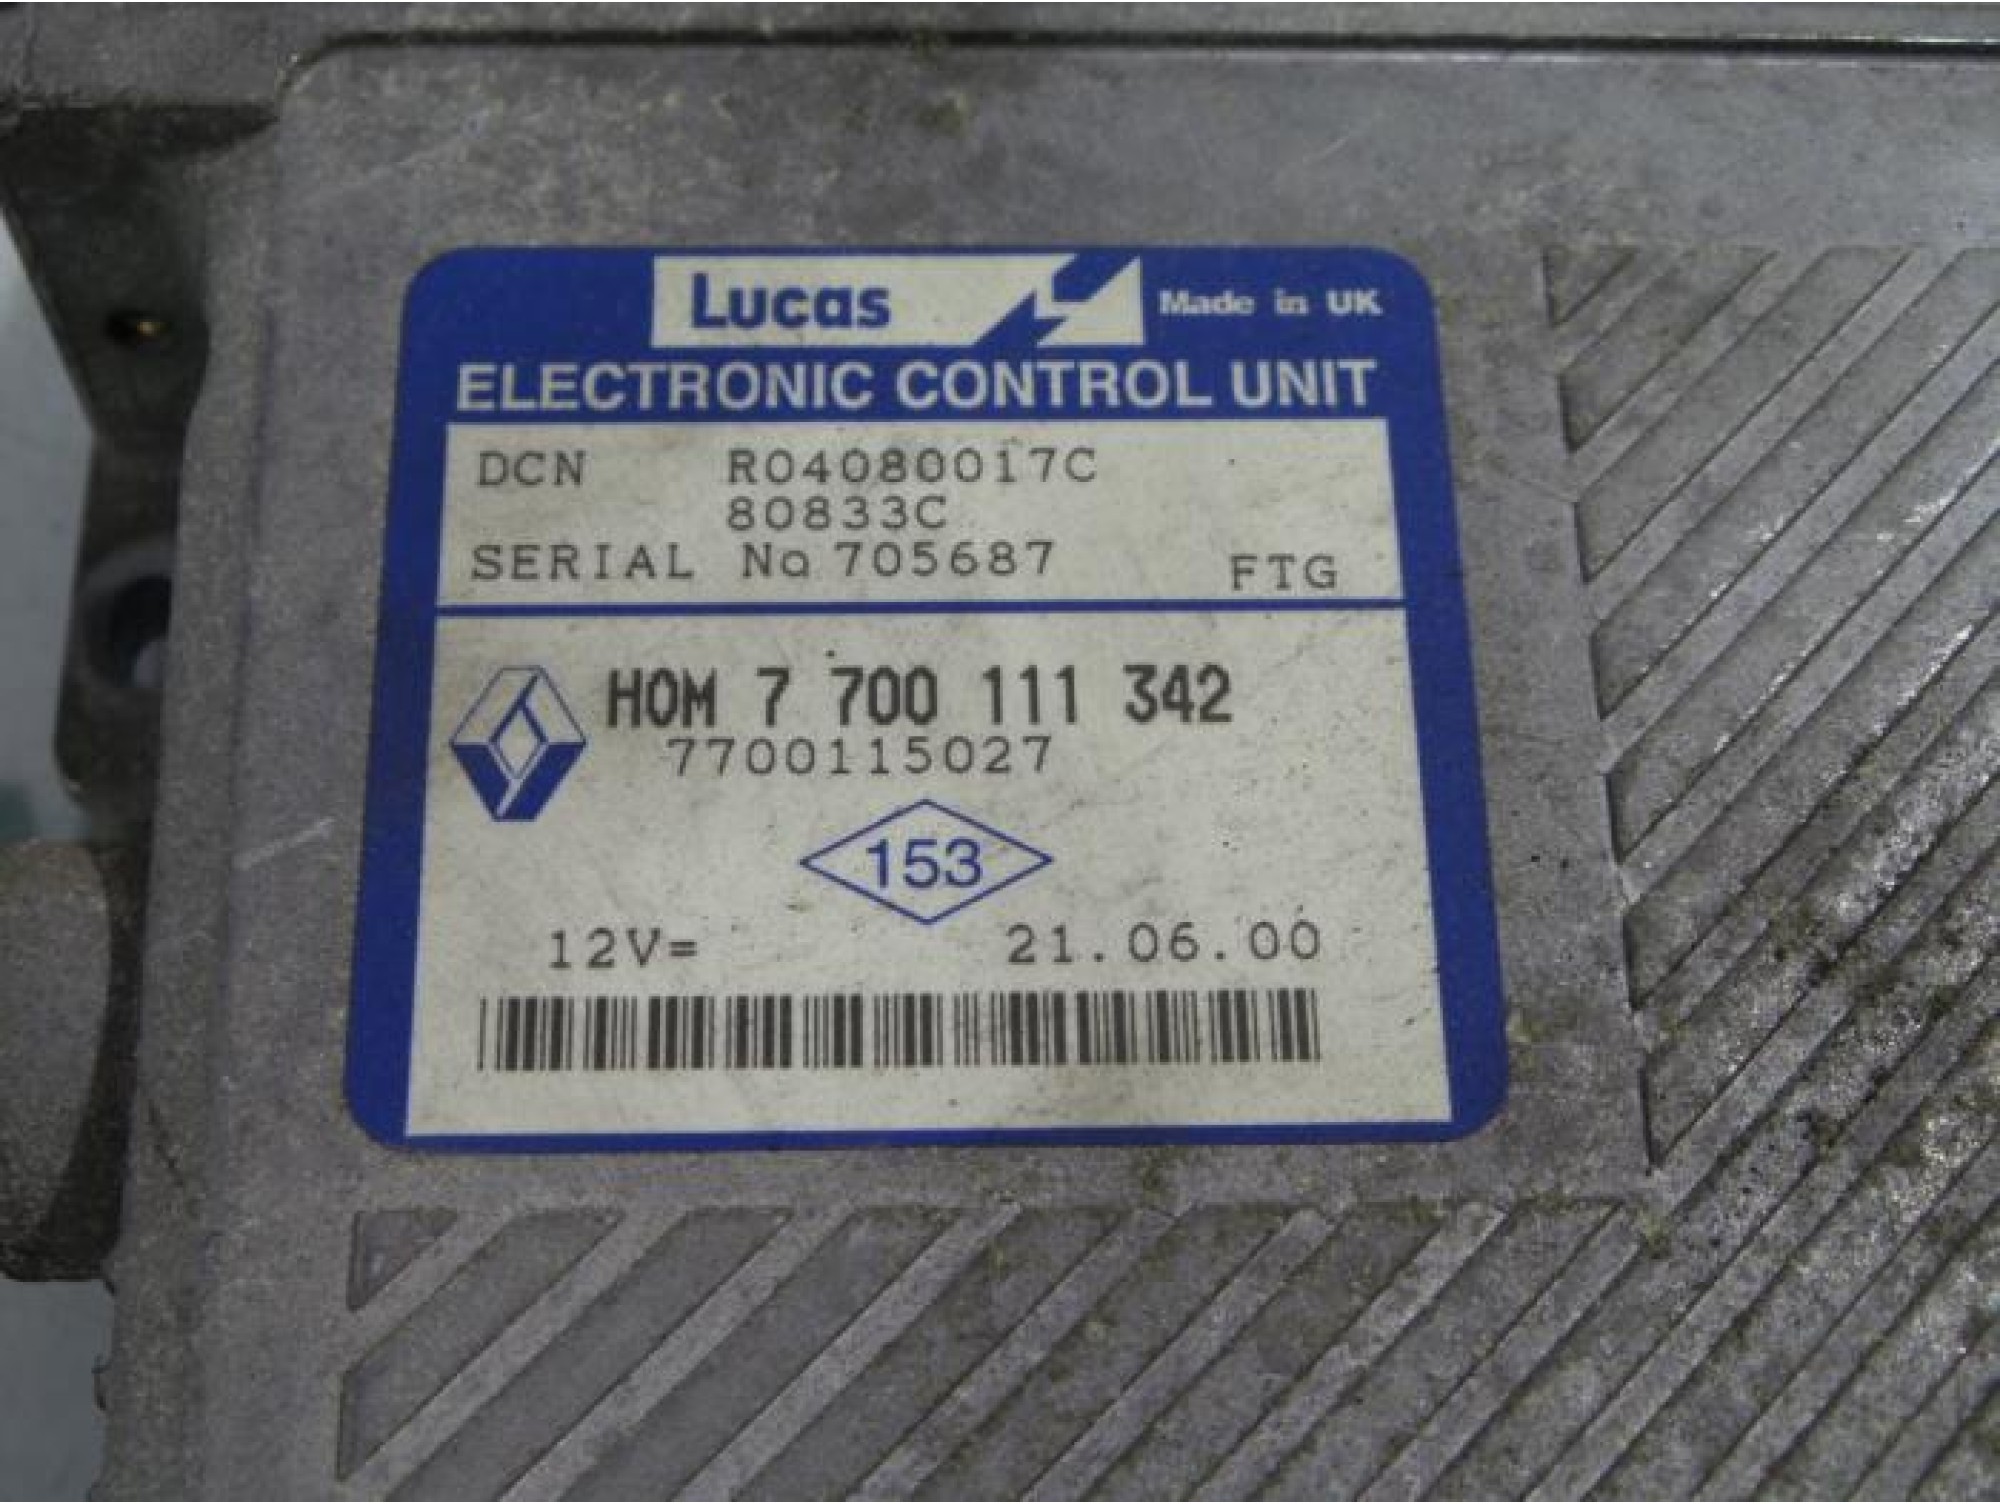 Lucas Made in UK
ELECTRONIC CONTROL UNIT
DCN R04080017C
80833C
SERIAL No 705687 FTG
HOM 7 700 111 342
7700115027
153
12V= 21.06.00